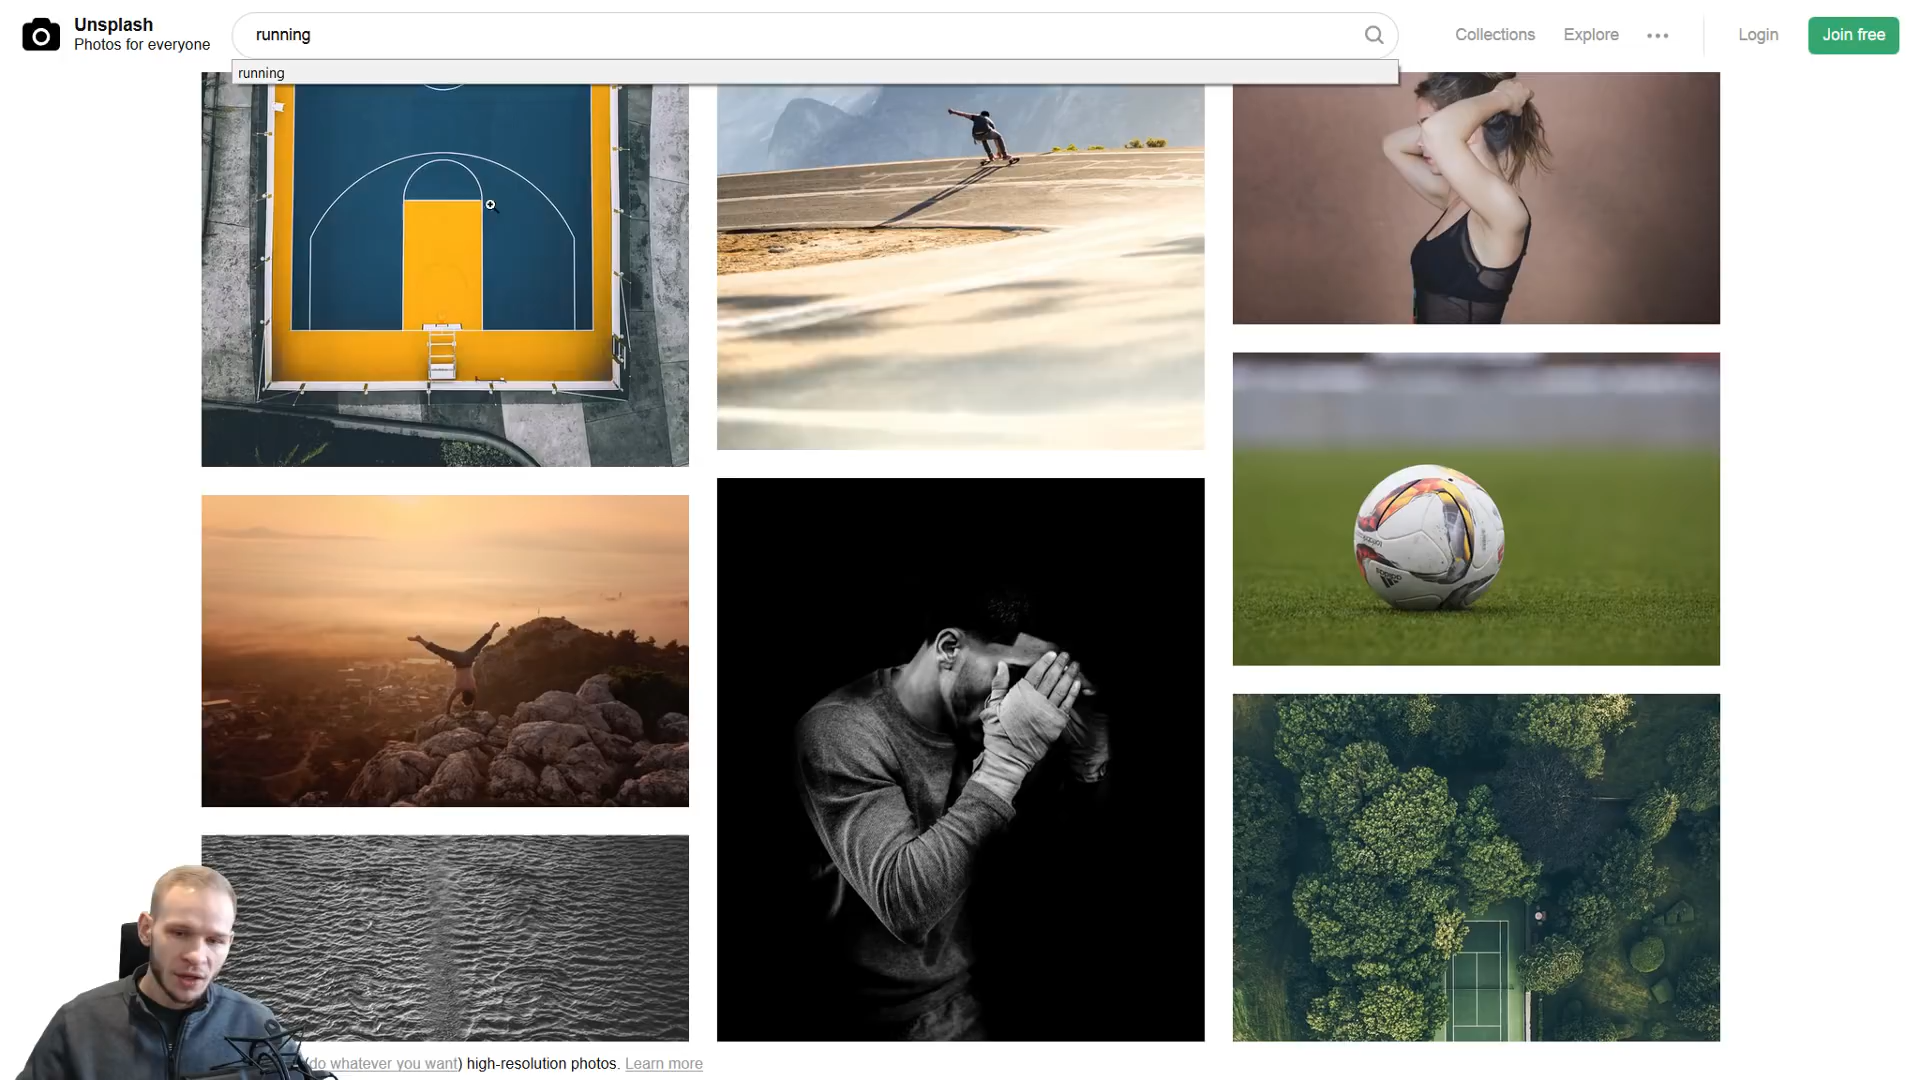 Unsplash
Photos for everyone
running
Collections
Explore
Login
Join free
running
adidas
(do whatever you want) high-resolution photos. Learn more